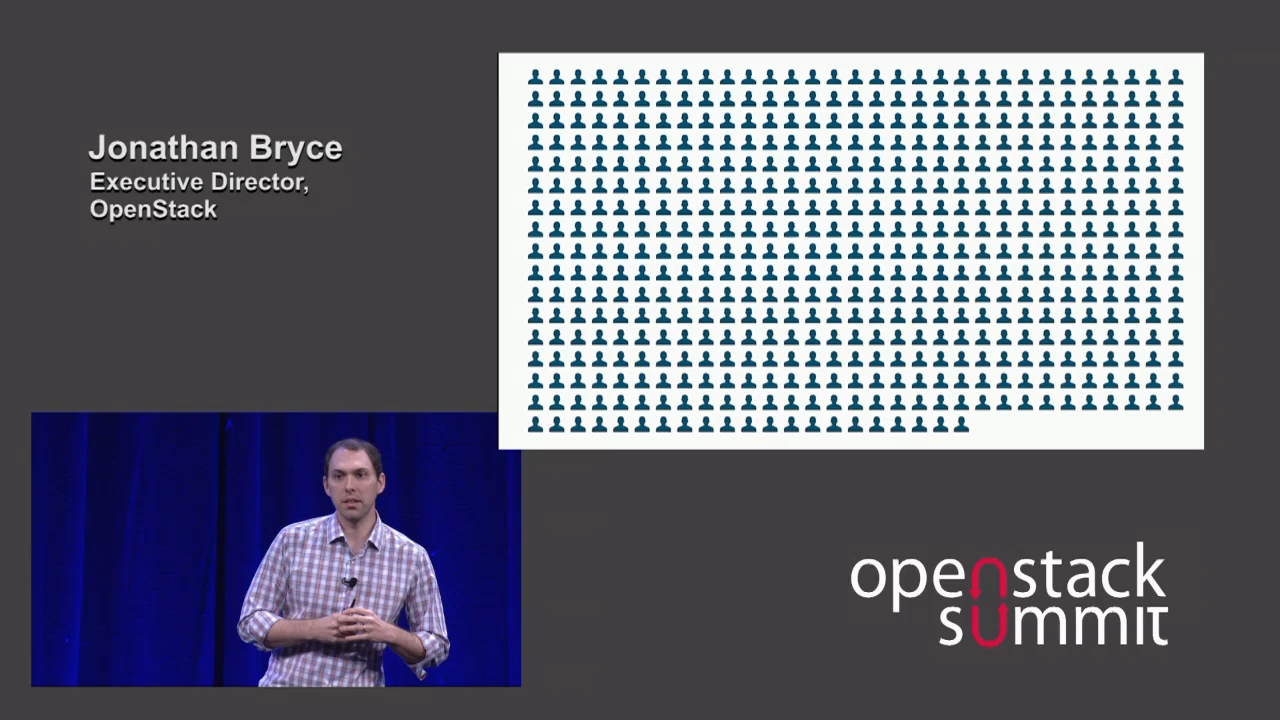 Jonathan Bryce
Executive Director,
OpenStack
openstack
summit